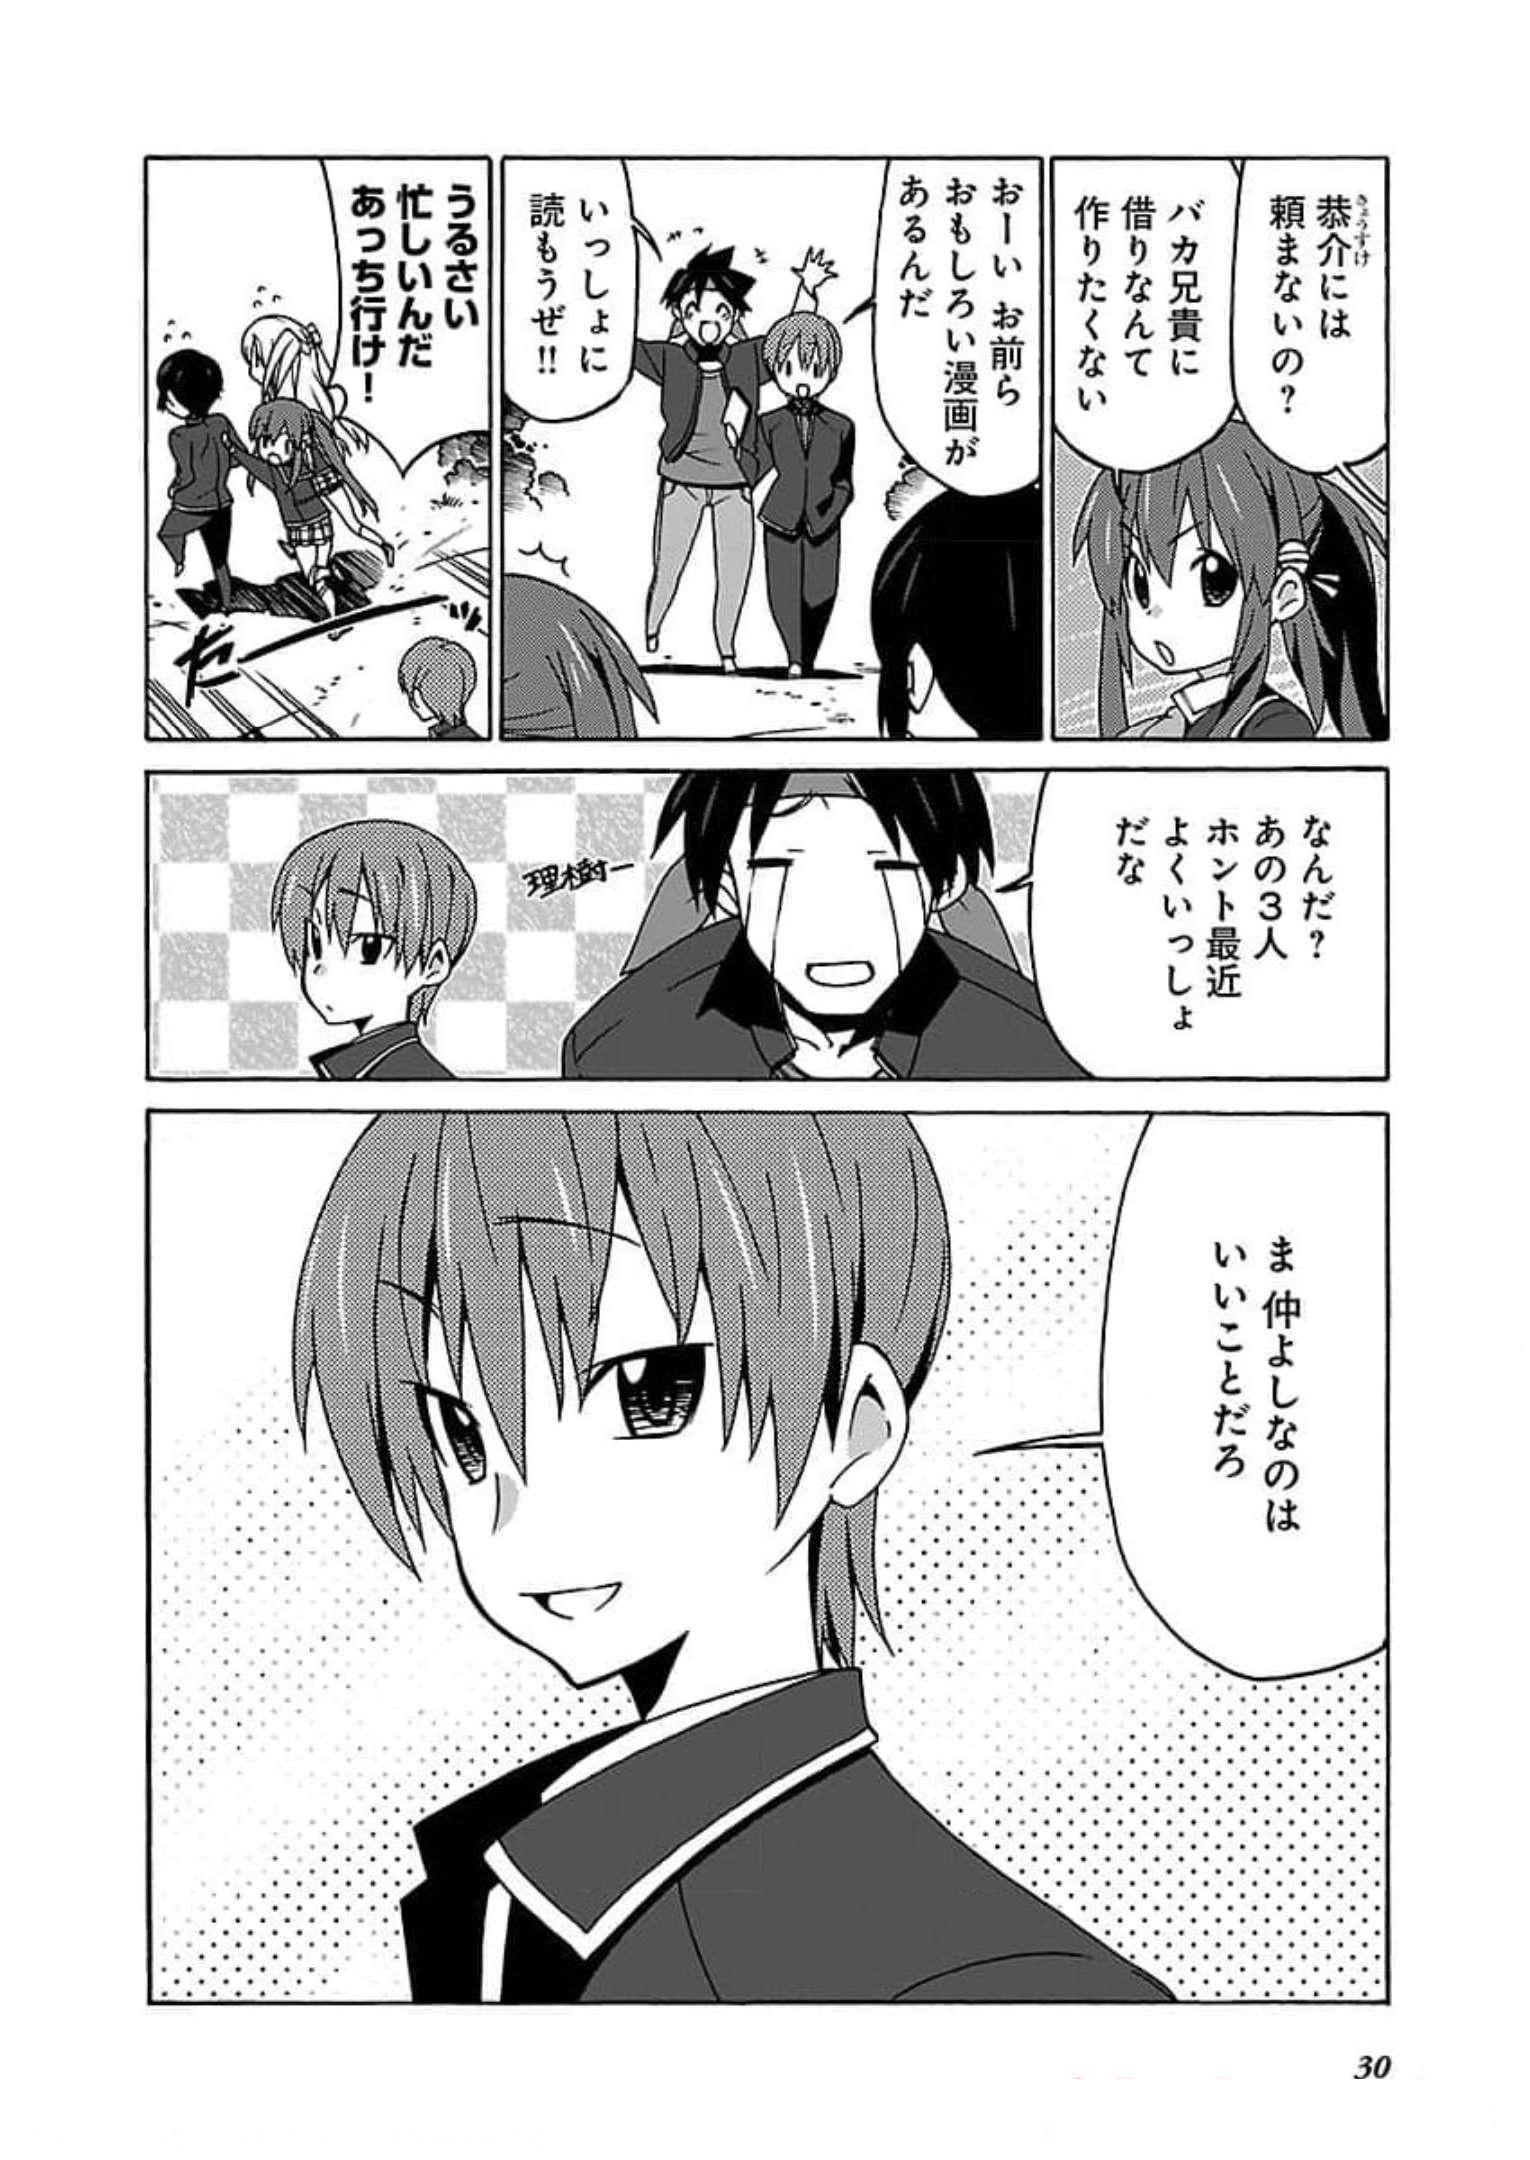 恭介には
きょうすけ
頼まないの？
バカ兄貴に
借りなんて
作りたくない
おーい お前ら
おもしろい漫画が
あるんだ
いっしょに
読もうぜ!!
うるさい
忙しいんだ
あっち行け！
だっ
なんだ？
あの3人
ホント最近
よくいっしょ
だな
理樹ー
ま 仲よしなのは
いいことだろ
30